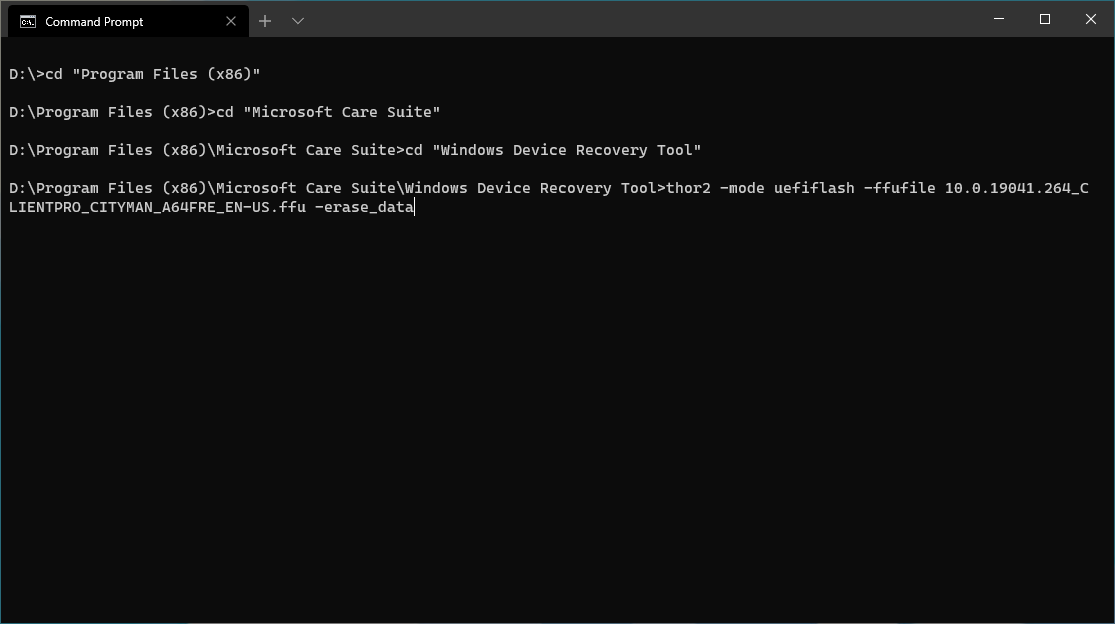 Command Prompt
D:\>cd "Program Files (x86)"
D:\Program Files (x86)>cd "Microsoft Care Suite"
D:\Program Files (x86)\Microsoft Care Suite>cd "Windows Device Recovery Tool"
D:\Program Files (x86)\Microsoft Care Suite\Windows Device Recovery Tool>thor2 -mode uefiflash -ffufile 10.0.19041.264_C
LIENTPRO_CITYMAN_A64FRE_EN-US.ffu -erase_data